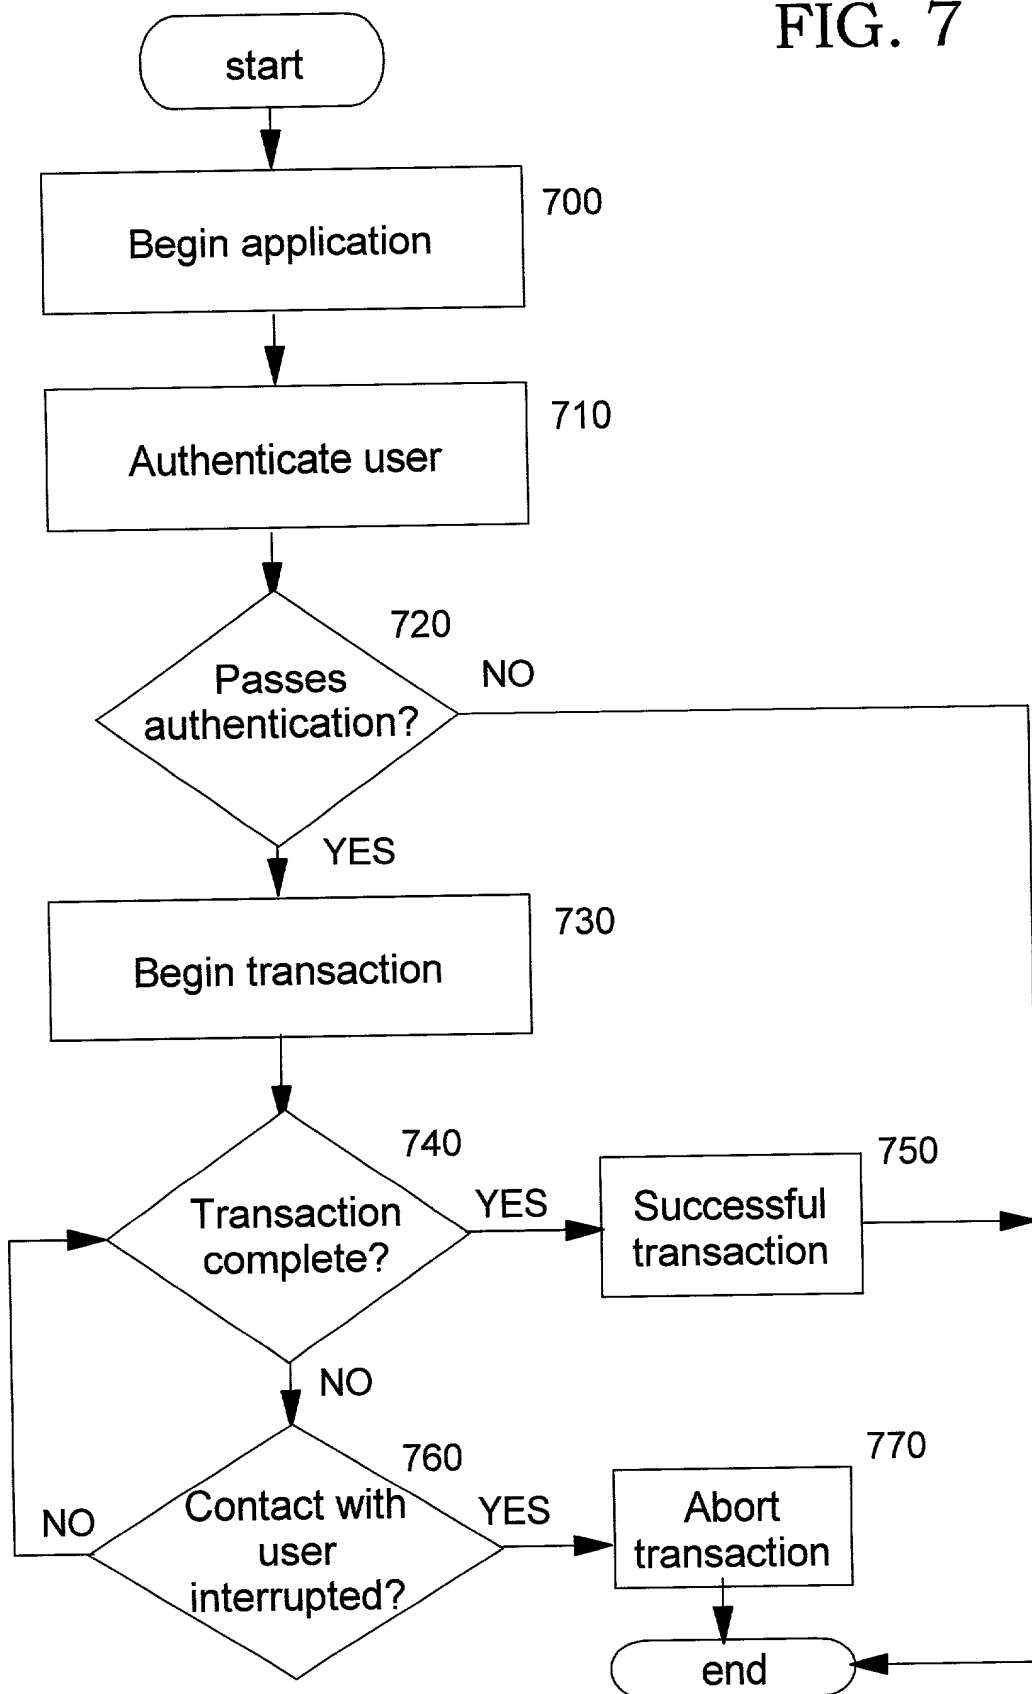 FIG. 7
start
700
Begin application
710
Authenticate user
720
NO
Passes
authentication?
YES
730
Begin transaction
740
YES
Transaction
complete?
750
Successful
transaction
NO
760
Contact with
user
interrupted?
NO
YES
770
Abort
transaction
end